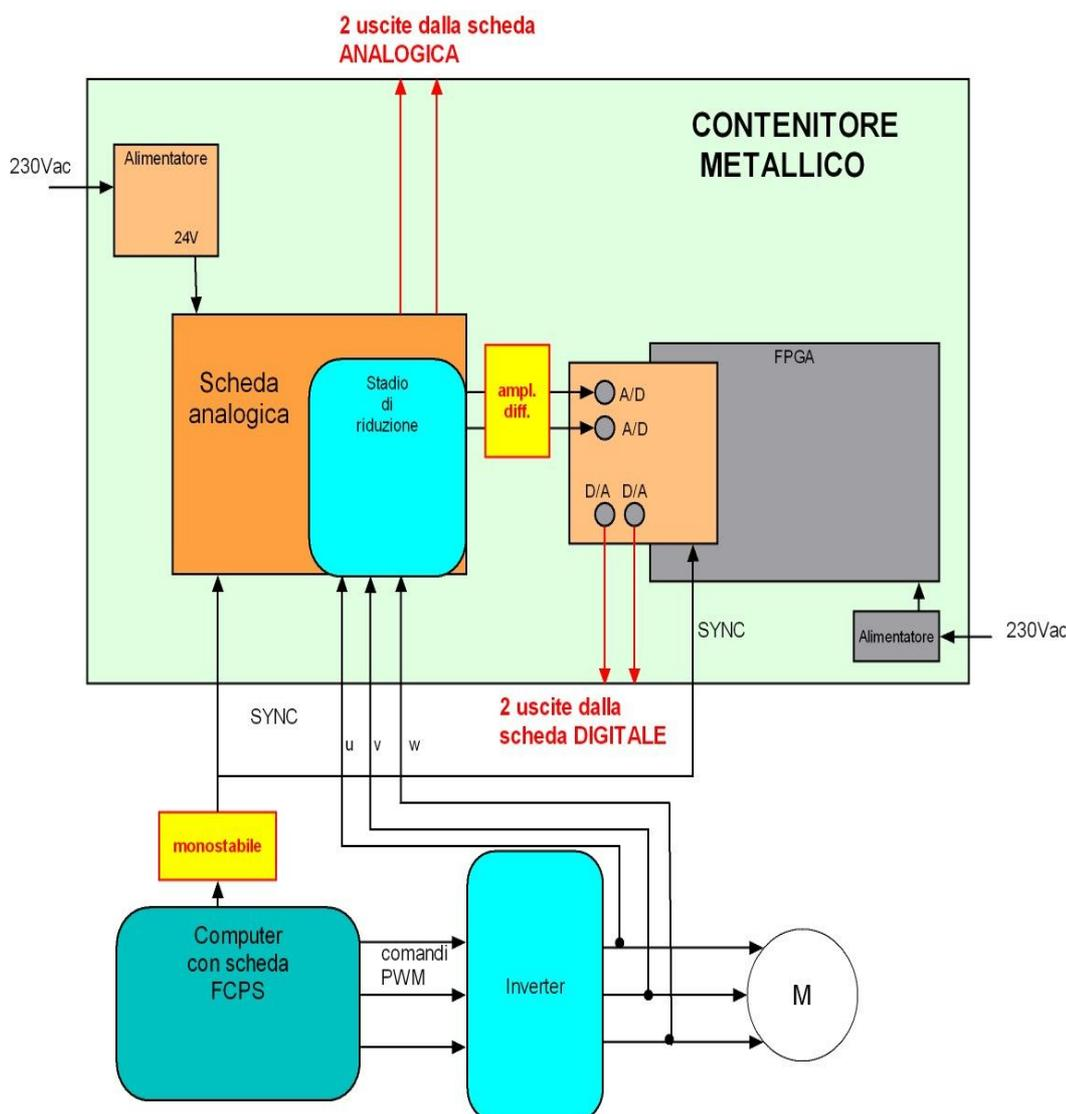 2 uscite dalla scheda
ANALOGICA
CONTENITORE
METALLICO
230Vac
Alimentatore
24V
Scheda
analogica
Stadio
di
riduzione
ampl.
diff.
A/D
A/D
D/A D/A
FPGA
SYNC
Alimentatore
230Vac
2 uscite dalla
scheda DIGITALE
SYNC
u v w
monostabile
Computer
con scheda
FCPS
comandi
PWM
Inverter
M